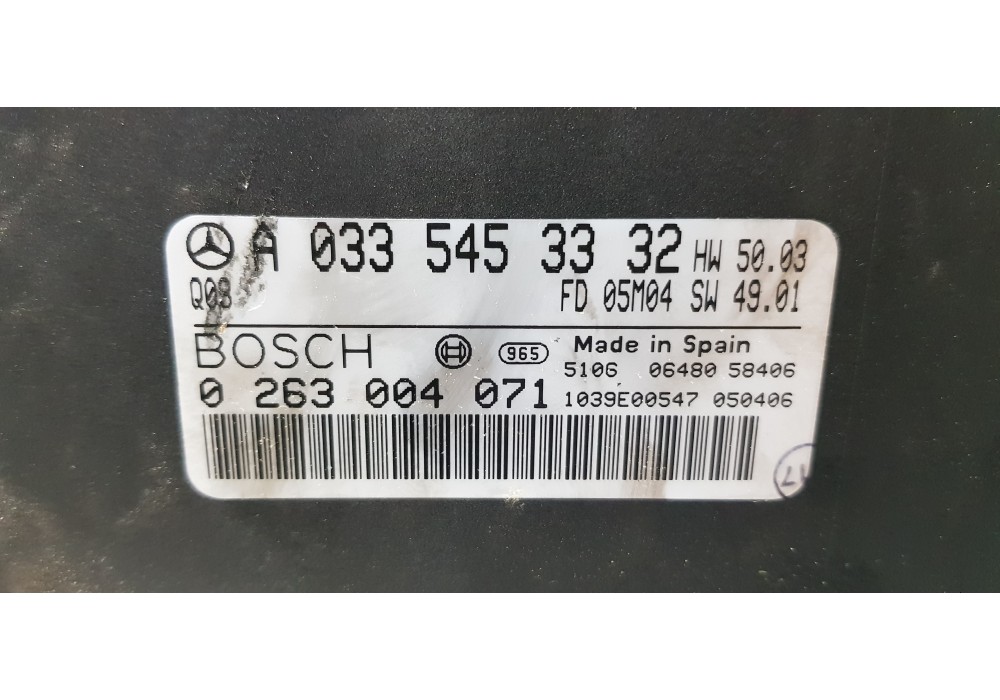 A 033 545 33 32 HW 50.03
Q08 FD 05M04 SW 49.01
BOSCH 965 Made in Spain
5106 06480 58406
0 263 004 071 1039E00547 050406
17